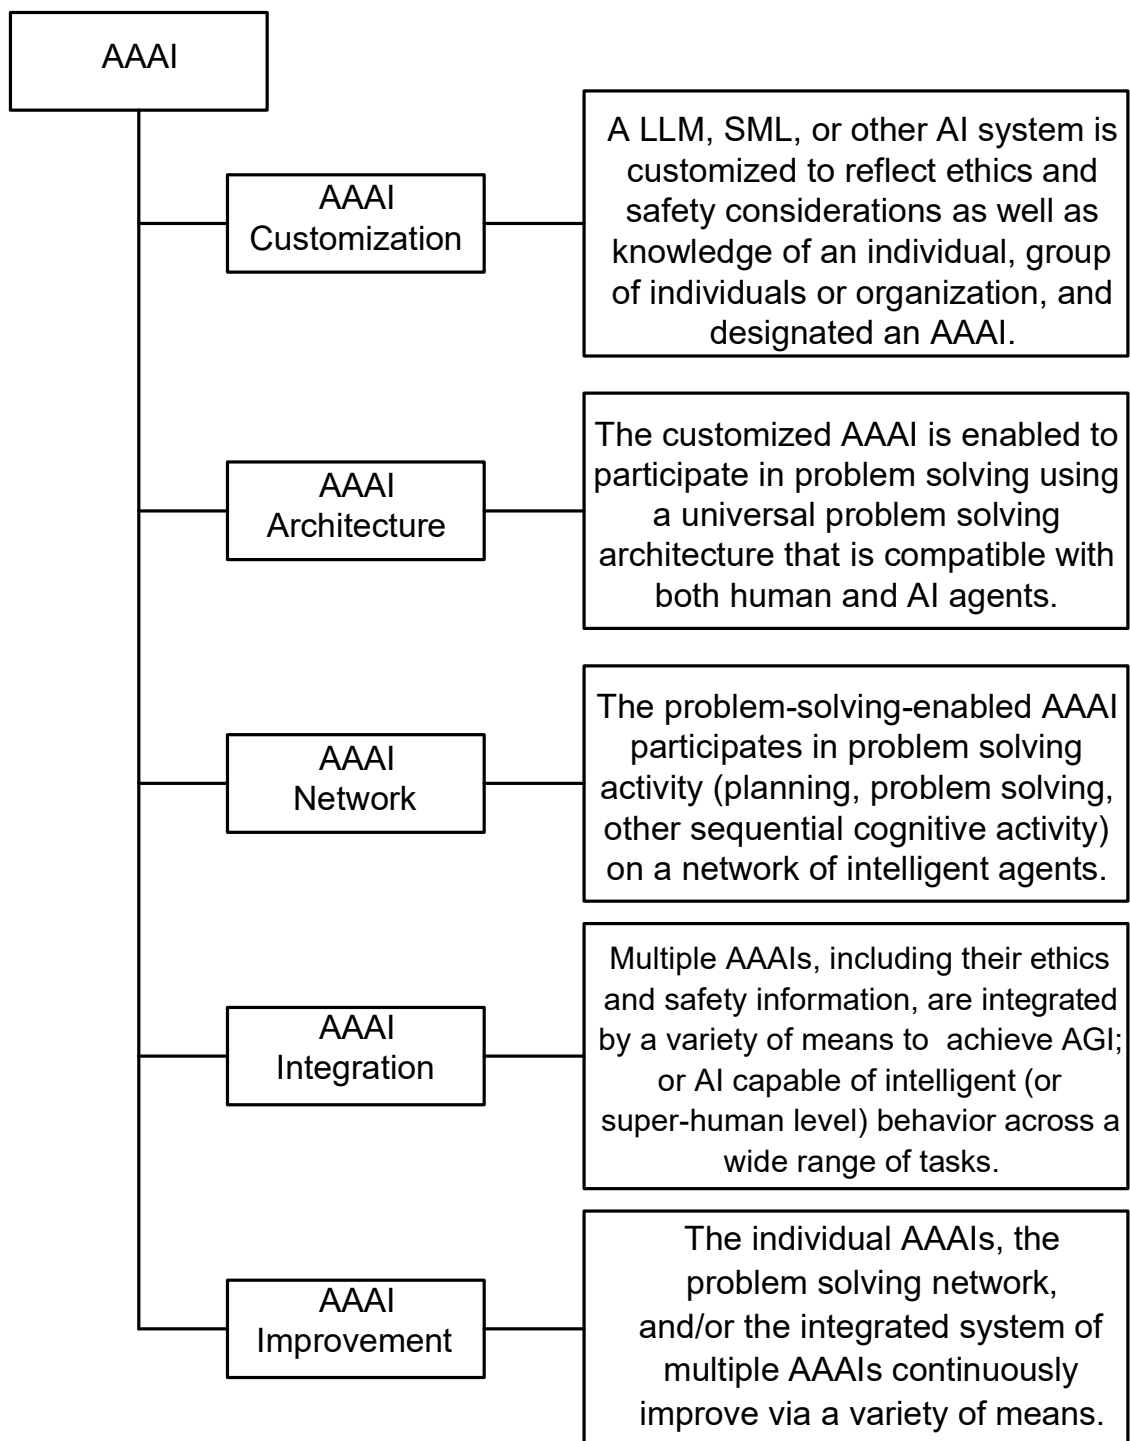 AAAI
AAAI
Customization
A LLM, SML, or other AI system is
customized to reflect ethics and
safety considerations as well as
knowledge of an individual, group
of individuals or organization, and
designated an AAAI.
AAAI
Architecture
The customized AAAI is enabled to
participate in problem solving using
a universal problem solving
architecture that is compatible with
both human and AI agents.
AAAI
Network
The problem-solving-enabled AAAI
participates in problem solving
activity (planning, problem solving,
other sequential cognitive activity)
on a network of intelligent agents.
AAAI
Integration
Multiple AAAIs, including their ethics
and safety information, are integrated
by a variety of means to  achieve AGI;
or AI capable of intelligent (or
super-human level) behavior across a
wide range of tasks.
AAAI
Improvement
The individual AAAIs, the
problem solving network,
and/or the integrated system of
multiple AAAIs continuously
improve via a variety of means.